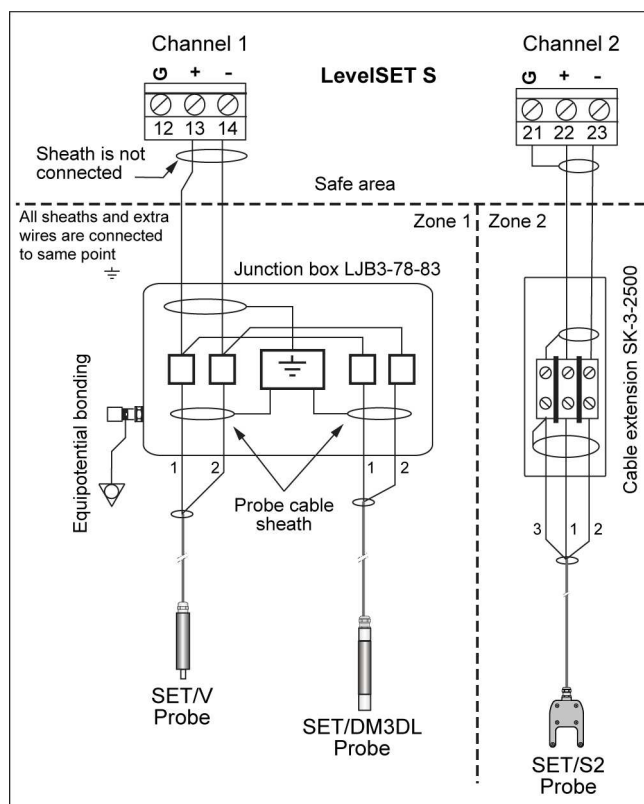 Channel 1
Channel 2
LevelSET S
G + -
G + -
12 13 14
21 22 23
Sheath is not
connected
Safe area
All sheaths and extra
wires are connected
to same point
Zone 1
Zone 2
Junction box LJB3-78-83
Cable extension SK-3-2500
Equipotential bonding
1 2
1 2
Probe cable
sheath
3 1 2
SET/V
Probe
SET/DM3DL
Probe
SET/S2
Probe